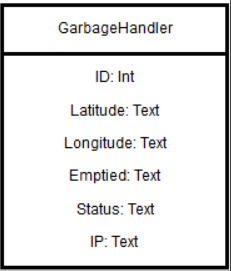 GarbageHandler
ID: Int
Latitude: Text
Longitude: Text
Emptied: Text
Status: Text
IP: Text